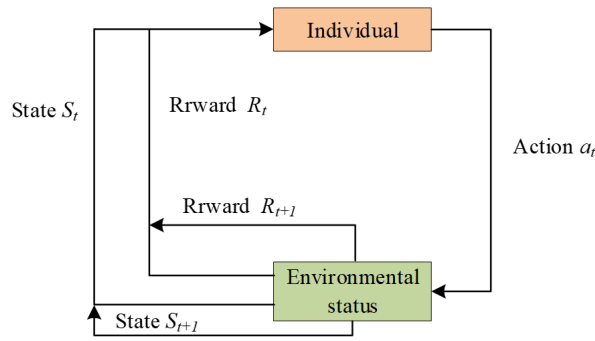 Individual
State St
Rrward Rt
Action at
Rrward Rt+1
Environmental
status
State St+1